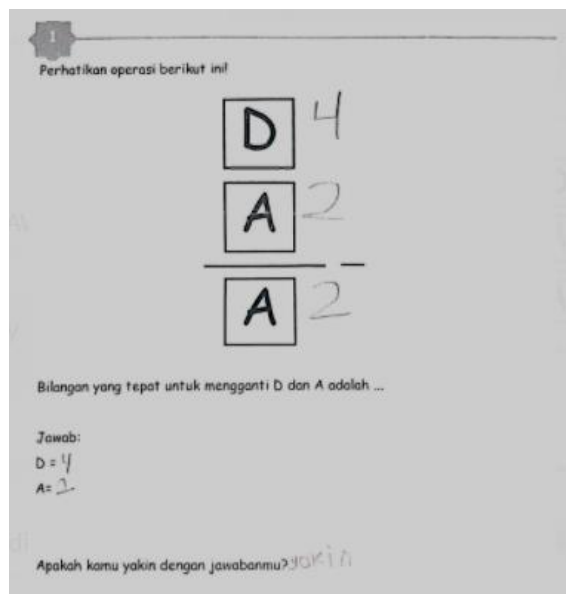 1
Perhatikan operasi berikut ini!
D 4
A 2
−
A 2
Bilangan yang tepat untuk mengganti D dan A adalah ...
Jawab:
D = 4
A= 2
Apakah kamu yakin dengan jawabanmu? yakin